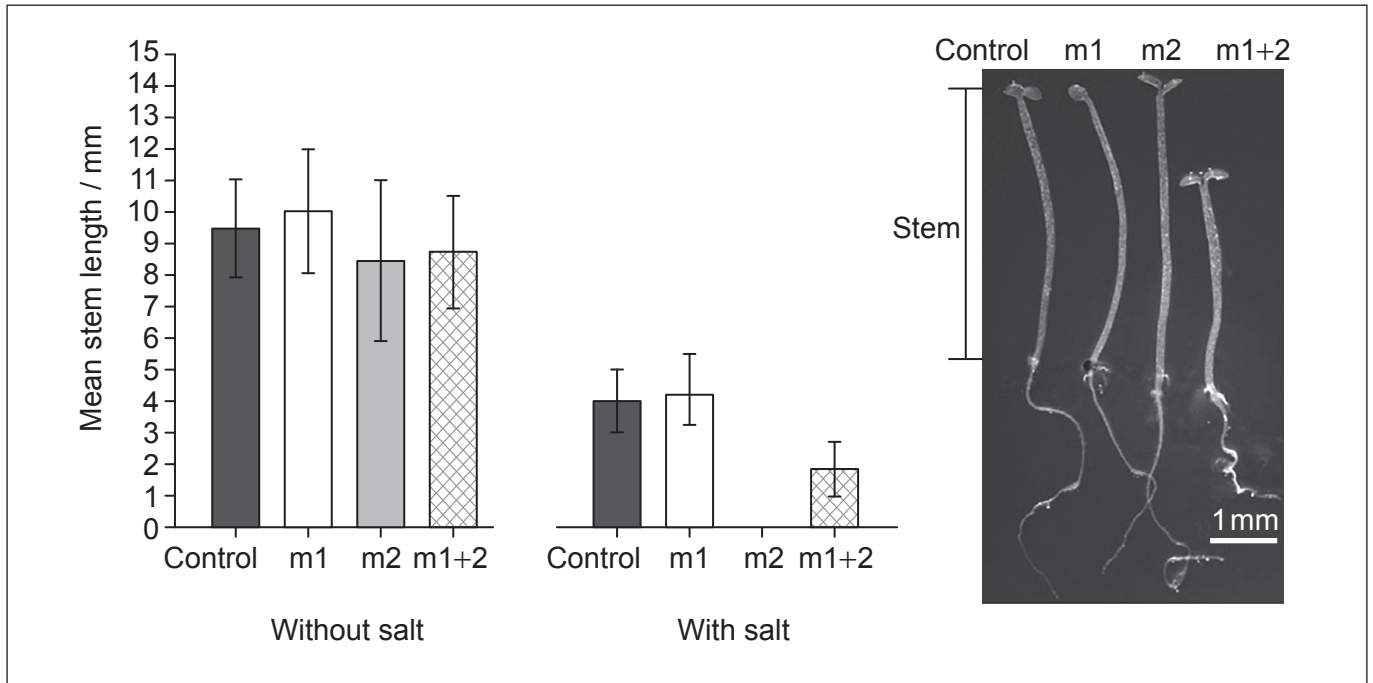 Mean stem length / mm
15
14
13
12
11
10
9
8
7
6
5
4
3
2
1
0
Control m1 m2 m1+2
Without salt
Control m1 m2 m1+2
With salt
Control m1 m2 m1+2
Stem
1 mm